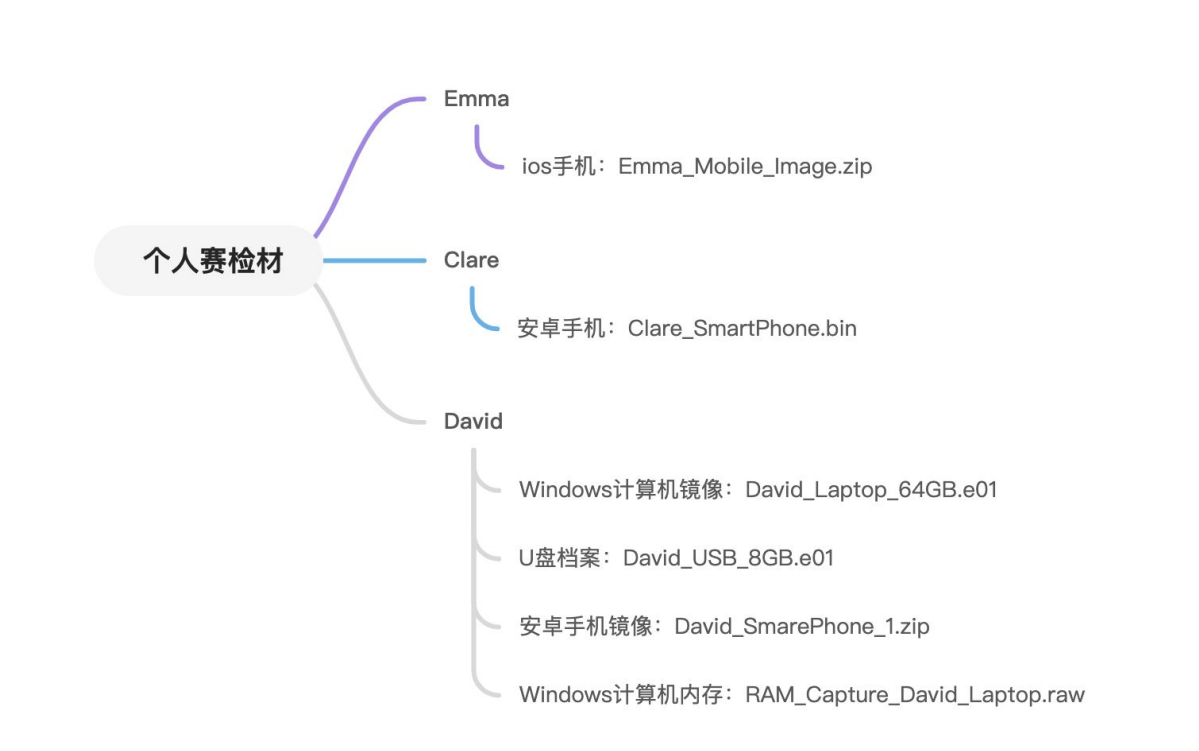 Emma
ios手机：Emma_Mobile_Image.zip
个人赛检材
Clare
安卓手机：Clare_SmartPhone.bin
David
Windows计算机镜像：David_Laptop_64GB.e01
U盘档案：David_USB_8GB.e01
安卓手机镜像：David_SmarePhone_1.zip
Windows计算机内存：RAM_Capture_David_Laptop.raw